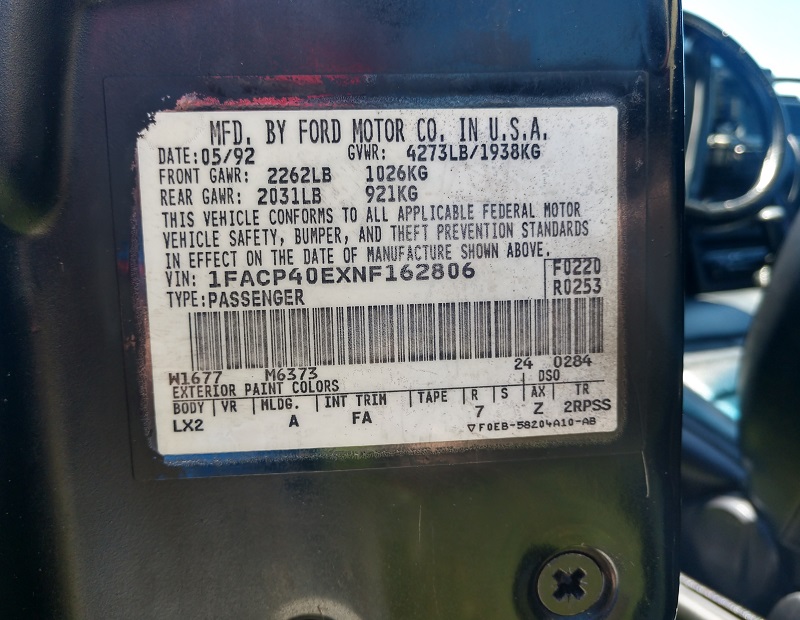 MFD. BY FORD MOTOR CO. IN U.S.A.
DATE: 05/92 GVWR: 4273LB/1938KG
FRONT GAWR: 2262LB 1026KG
REAR GAWR: 2031LB 921KG
THIS VEHICLE CONFORMS TO ALL APPLICABLE FEDERAL MOTOR
VEHICLE SAFETY, BUMPER, AND THEFT PREVENTION STANDARDS
IN EFFECT ON THE DATE OF MANUFACTURE SHOWN ABOVE.
VIN: 1FACP40EXNF162806 F0220
TYPE: PASSENGER R0253
W1677 M6373 24 0284
EXTERIOR PAINT COLORS DSO
BODY VR MLDG. INT TRIM TAPE R S AX TR
LX2 A FA 7 Z 2RPSS
▽F0EB-58204A10-AB